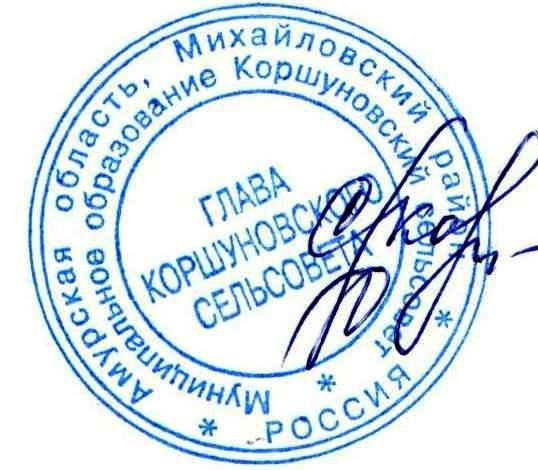 Амурская область, Михайловский район
* РОССИЯ *
Муниципальное образование Коршуновский сельсовет *
ГЛАВА
КОРШУНОВСКОГО
СЕЛЬСОВЕТА